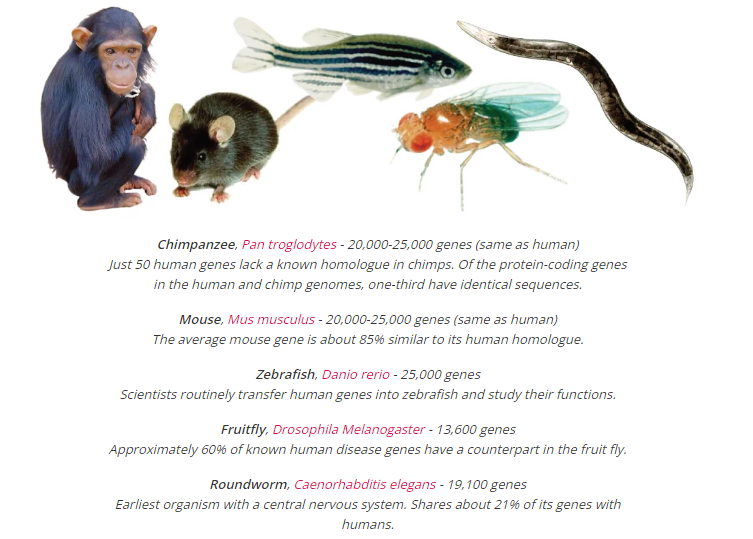 Chimpanzee, Pan troglodytes - 20,000-25,000 genes (same as human)
Just 50 human genes lack a known homologue in chimps. Of the protein-coding genes
in the human and chimp genomes, one-third have identical sequences.
Mouse, Mus musculus - 20,000-25,000 genes (same as human)
The average mouse gene is about 85% similar to its human homologue.
Zebrafish, Danio rerio - 25,000 genes
Scientists routinely transfer human genes into zebrafish and study their functions.
Fruitfly, Drosophila Melanogaster - 13,600 genes
Approximately 60% of known human disease genes have a counterpart in the fruit fly.
Roundworm, Caenorhabditis elegans - 19,100 genes
Earliest organism with a central nervous system. Shares about 21% of its genes with
humans.